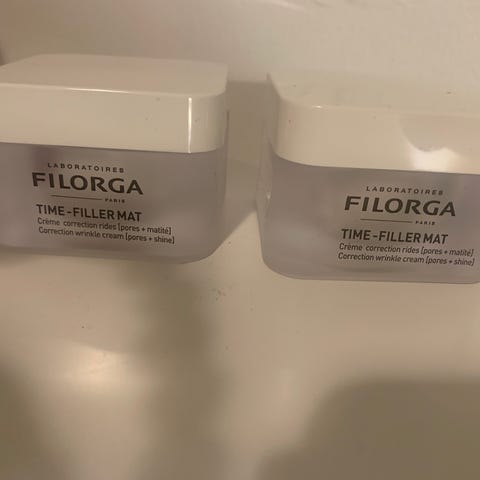 LABORATOIRES
FILORGA
PARIS
TIME-FILLER MAT
Crème correction rides [pores + matité]
Correction wrinkle cream [pores + shine]
LABORATOIRES
FILORGA
PARIS
TIME-FILLER MAT
Crème correction rides [pores + matité]
Correction wrinkle cream [pores + shine]